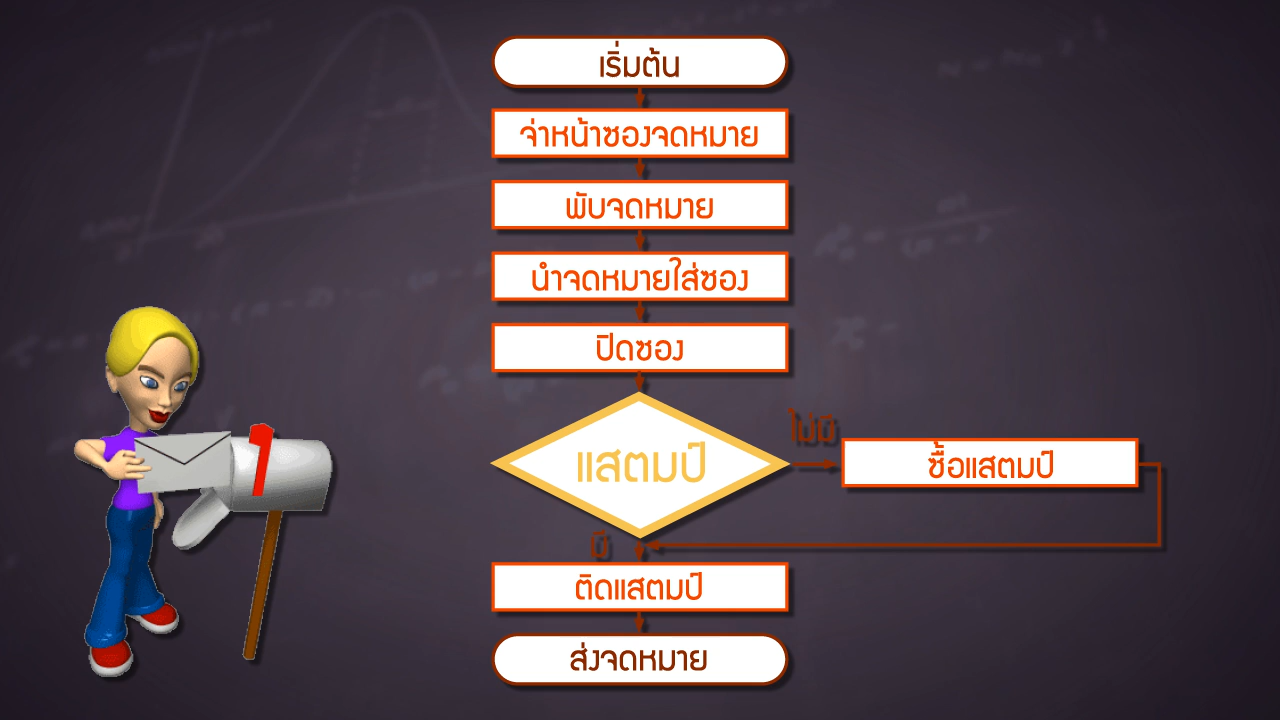 เริ่มต้น
จ่าหน้าซองจดหมาย
พับจดหมาย
นำจดหมายใส่ซอง
ปิดซอง
แสตมป์
ไม่มี
ซื้อแสตมป์
มี
ติดแสตมป์
ส่งจดหมาย